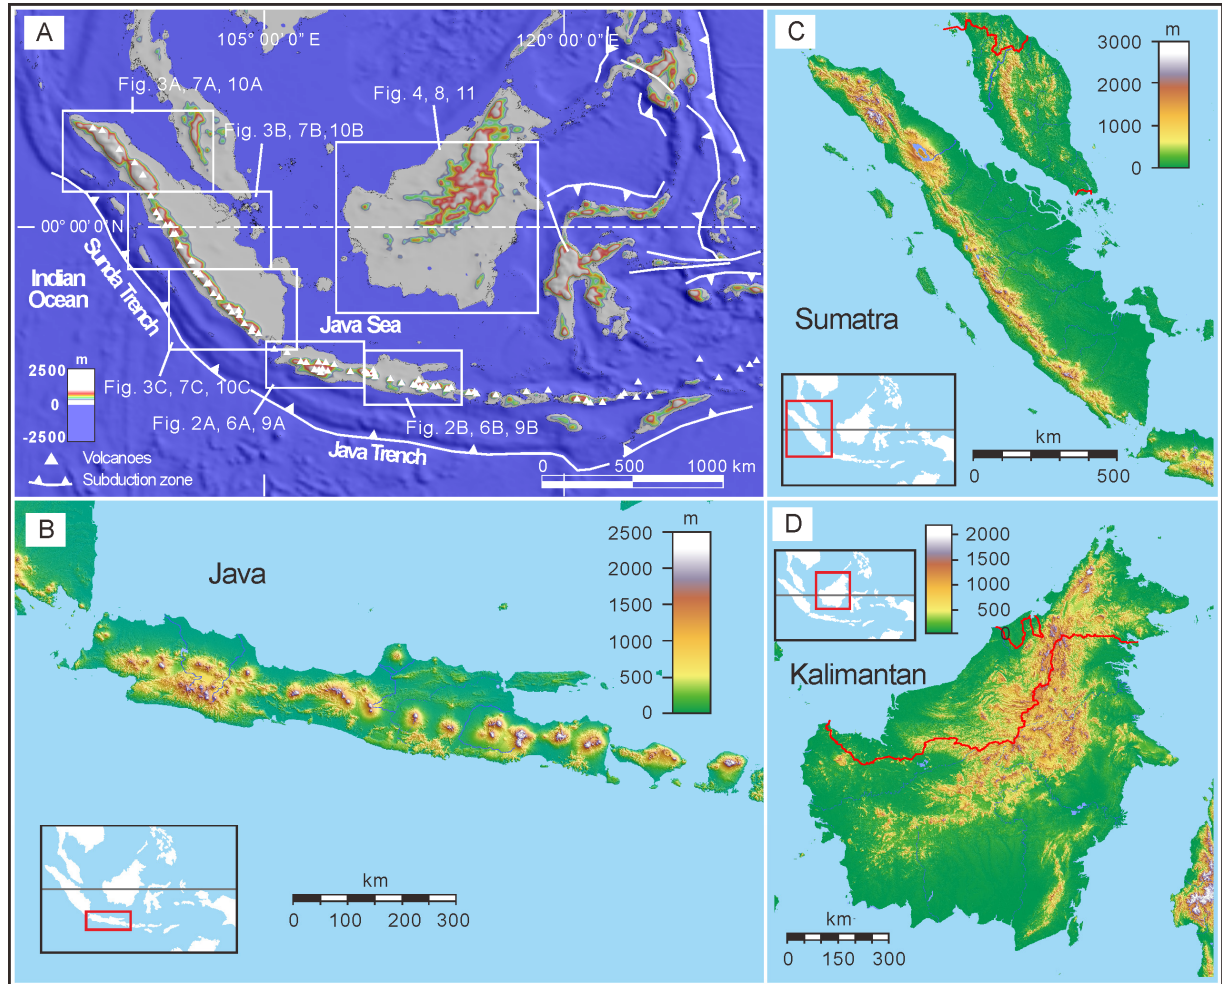 A
105° 00' 0" E
120° 00' 0" E
Fig. 3A, 7A, 10A
Fig. 4, 8, 11
Fig. 3B, 7B, 10B
00° 00' 0" N
Sunda Trench
Indian
Ocean
Java Sea
m
2500
0
-2500
Fig. 3C, 7C, 10C
Fig. 2A, 6A, 9A
Fig. 2B, 6B, 9B
Java Trench
Volcanoes
Subduction zone
0 500 1000 km
C
m
3000
2000
1000
0
Sumatra
km
0 500
B
Java
m
2500
2000
1500
1000
500
0
km
0 100 200 300
D
2000
1500
1000
500
0
Kalimantan
km
0 150 300